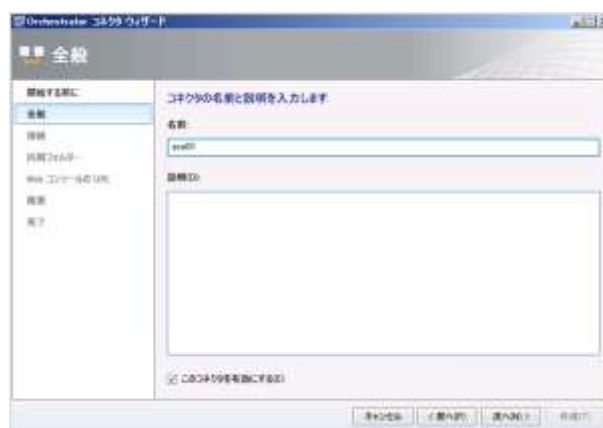 Orchestrator コネクタ ウィザード
全般
開始する前に
全般
接続
同期フォルダー
Web コンソールの URL
概要
完了
コネクタの名前と説明を入力します
名前:
説明(D):
このコネクタを有効にする(E)
キャンセル
< 前へ(P)
次へ(N) >
作成(C)